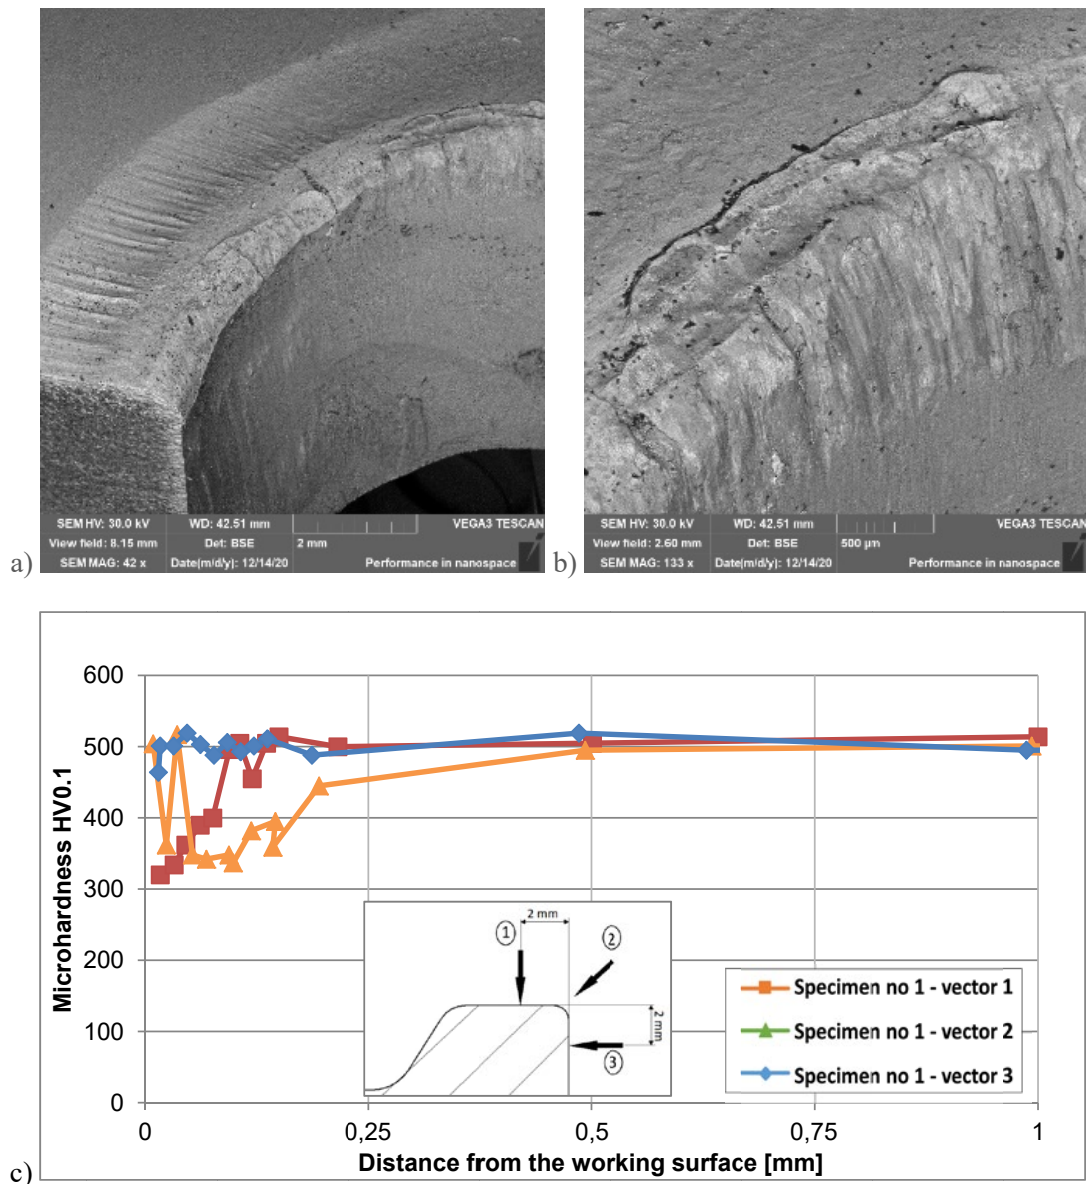 SEM HV: 30.0 kV WD: 42.51 mm VEGA3 TESCAN
View field: 8.15 mm Det: BSE 2 mm
SEM MAG: 42 x Date(m/d/y): 12/14/20 Performance in nanospace
a)
SEM HV: 30.0 kV WD: 42.51 mm VEGA3 TESCAN
View field: 2.60 mm Det: BSE 500 µm
SEM MAG: 133 x Date(m/d/y): 12/14/20 Performance in nanospace
b)
Microhardness HV0.1
600
500
400
300
200
100
0
2 mm
1
2
2 mm
3
Specimen no 1 - vector 1
Specimen no 1 - vector 2
Specimen no 1 - vector 3
0 0,25 0,5 0,75 1
Distance from the working surface [mm]
c)